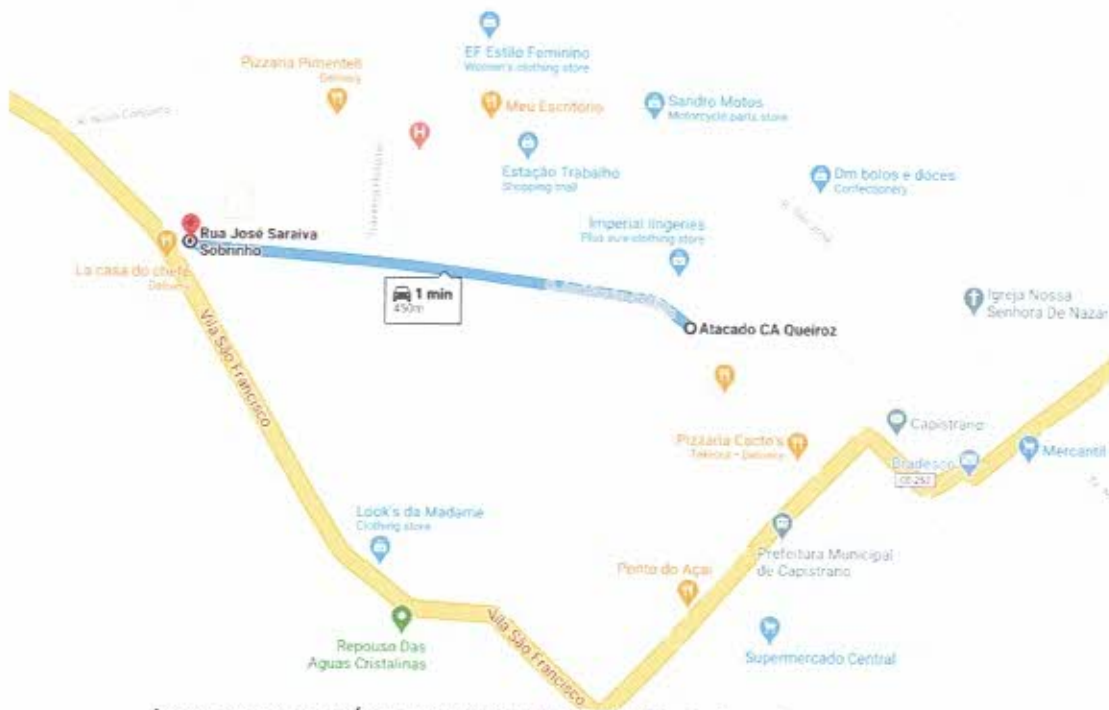 EF Estilo Feminino
Women's clothing store
Pizzaria Pimentell
Delivery
Meu Escritório
Sandro Motos
Motorcycle parts store
Estação Trabalho
Shopping mall
Dm bolos e doces
Confectionery
Imperial lingeries
Plus size clothing store
Rua José Saraiva
Sobrinho
La casa do chefe
Delivery
1 min
450m
Igreja Nossa
Senhora De Nazar
Atacado CA Queiroz
Vila São Francisco
Capistrano
Pizzaria Cacto's
Takeout • Delivery
Bradesco
Mercantil
CE-257
Look's da Madame
Clothing store
Prefeitura Municipal
de Capistrano
Ponto do Açaí
Vila São Francisco
Repouso Das
Águas Cristalinas
Supermercado Central